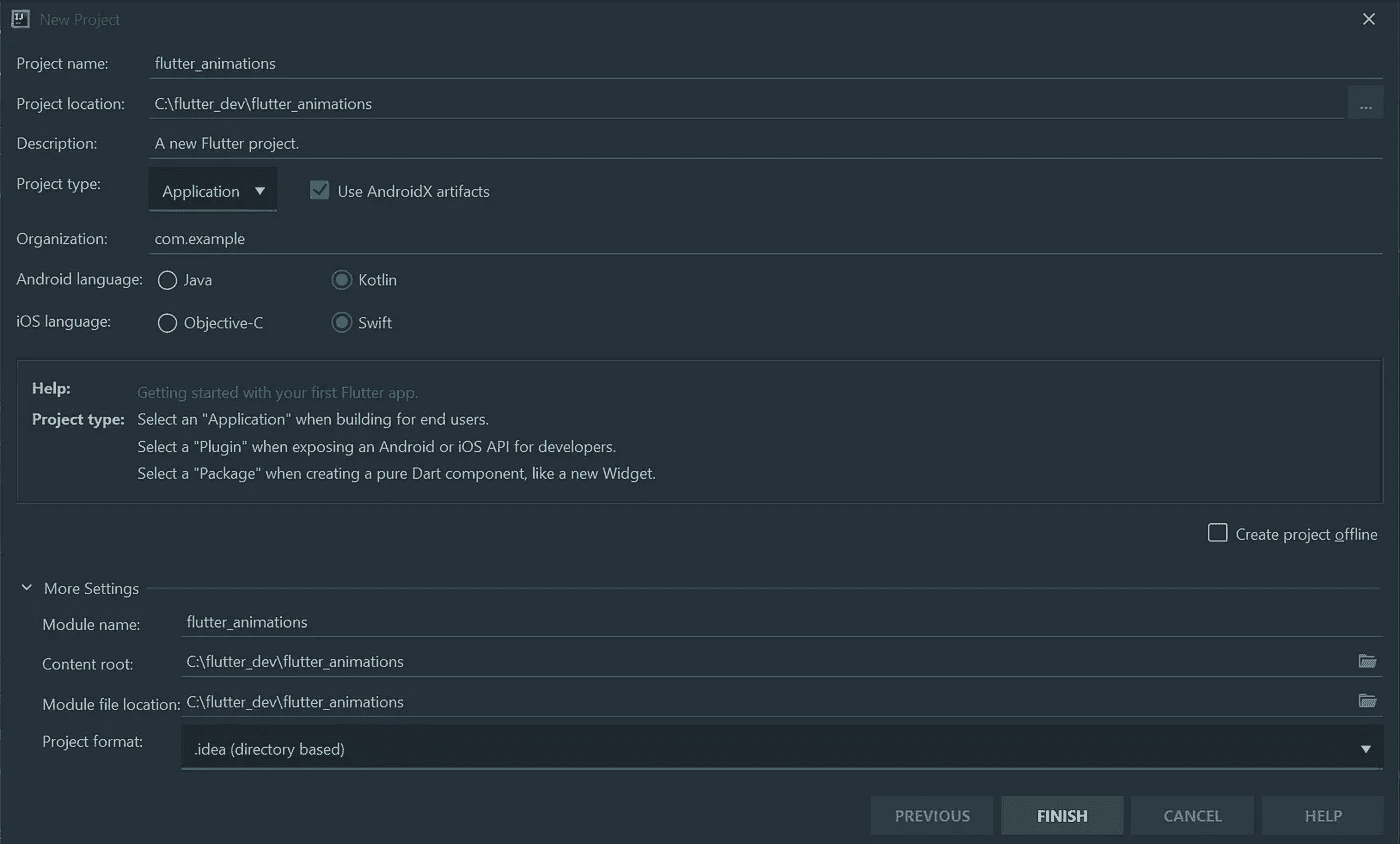 New Project
Project name: flutter_animations
Project location: C:\flutter_dev\flutter_animations ...
Description: A new Flutter project.
Project type: Application Use AndroidX artifacts
Organization: com.example
Android language: Java Kotlin
iOS language: Objective-C Swift
Help: Getting started with your first Flutter app.
Project type: Select an "Application" when building for end users.
Select a "Plugin" when exposing an Android or iOS API for developers.
Select a "Package" when creating a pure Dart component, like a new Widget.
Create project offline
More Settings
Module name: flutter_animations
Content root: C:\flutter_dev\flutter_animations
Module file location: C:\flutter_dev\flutter_animations
Project format: .idea (directory based)
PREVIOUS FINISH CANCEL HELP